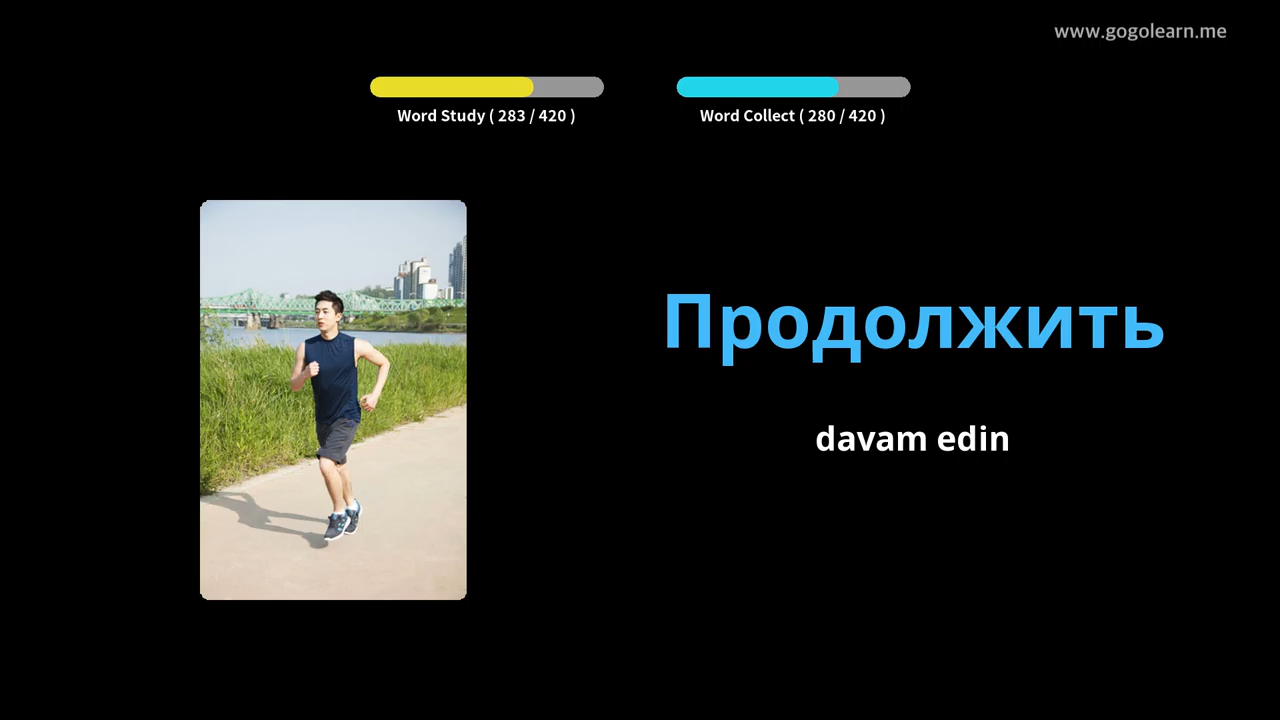 www.gogolearn.me
Word Study ( 283 / 420 )
Word Collect ( 280 / 420 )
Продолжить
davam edin